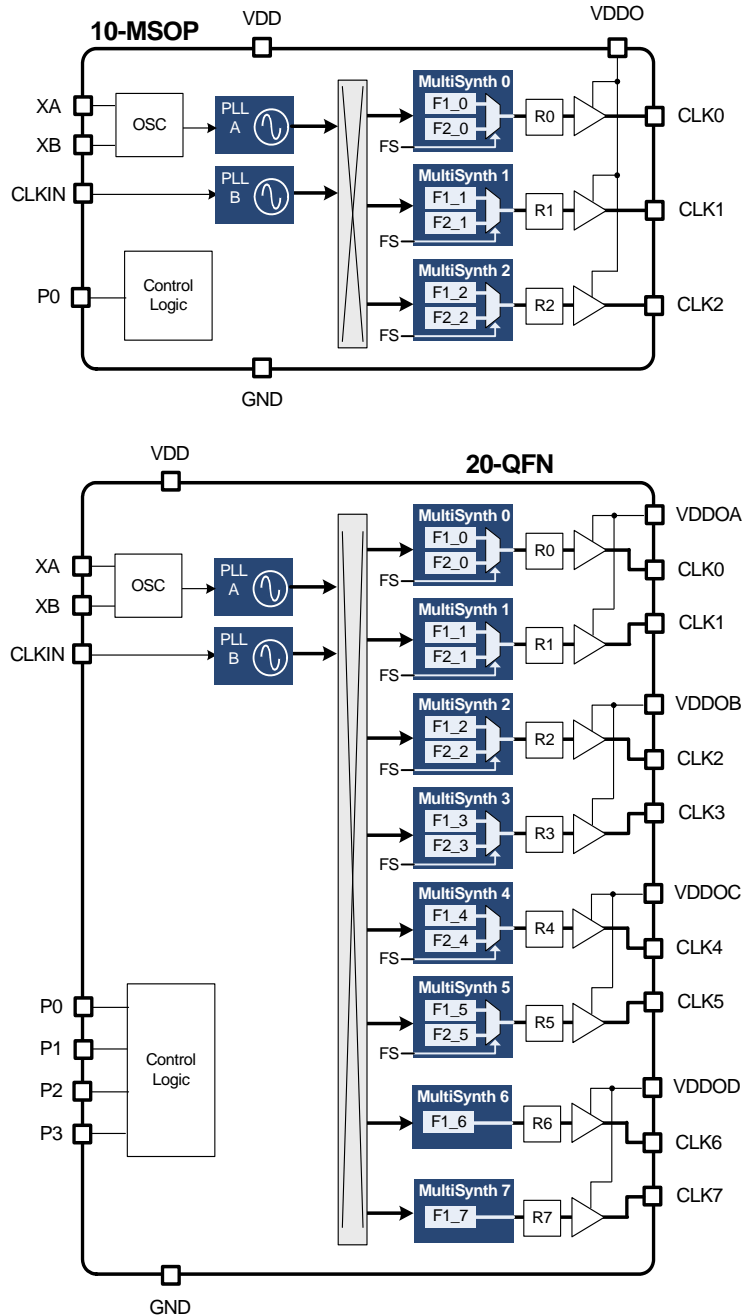 10-MSOP
VDD
VDDO
XA
XB
CLKIN
P0
OSC
PLL
A
PLL
B
Control
Logic
MultiSynth 0
F1_0
F2_0
FS
R0
CLK0
MultiSynth 1
F1_1
F2_1
FS
R1
CLK1
MultiSynth 2
F1_2
F2_2
FS
R2
CLK2
GND
20-QFN
VDD
XA
XB
CLKIN
OSC
PLL
A
PLL
B
MultiSynth 0
F1_0
F2_0
FS
R0
VDDOA
CLK0
MultiSynth 1
F1_1
F2_1
FS
R1
CLK1
MultiSynth 2
F1_2
F2_2
FS
R2
VDDOB
CLK2
MultiSynth 3
F1_3
F2_3
FS
R3
CLK3
MultiSynth 4
F1_4
F2_4
FS
R4
VDDOC
CLK4
MultiSynth 5
F1_5
F2_5
FS
R5
CLK5
P0
P1
P2
P3
Control
Logic
MultiSynth 6
F1_6
R6
VDDOD
CLK6
MultiSynth 7
F1_7
R7
CLK7
GND